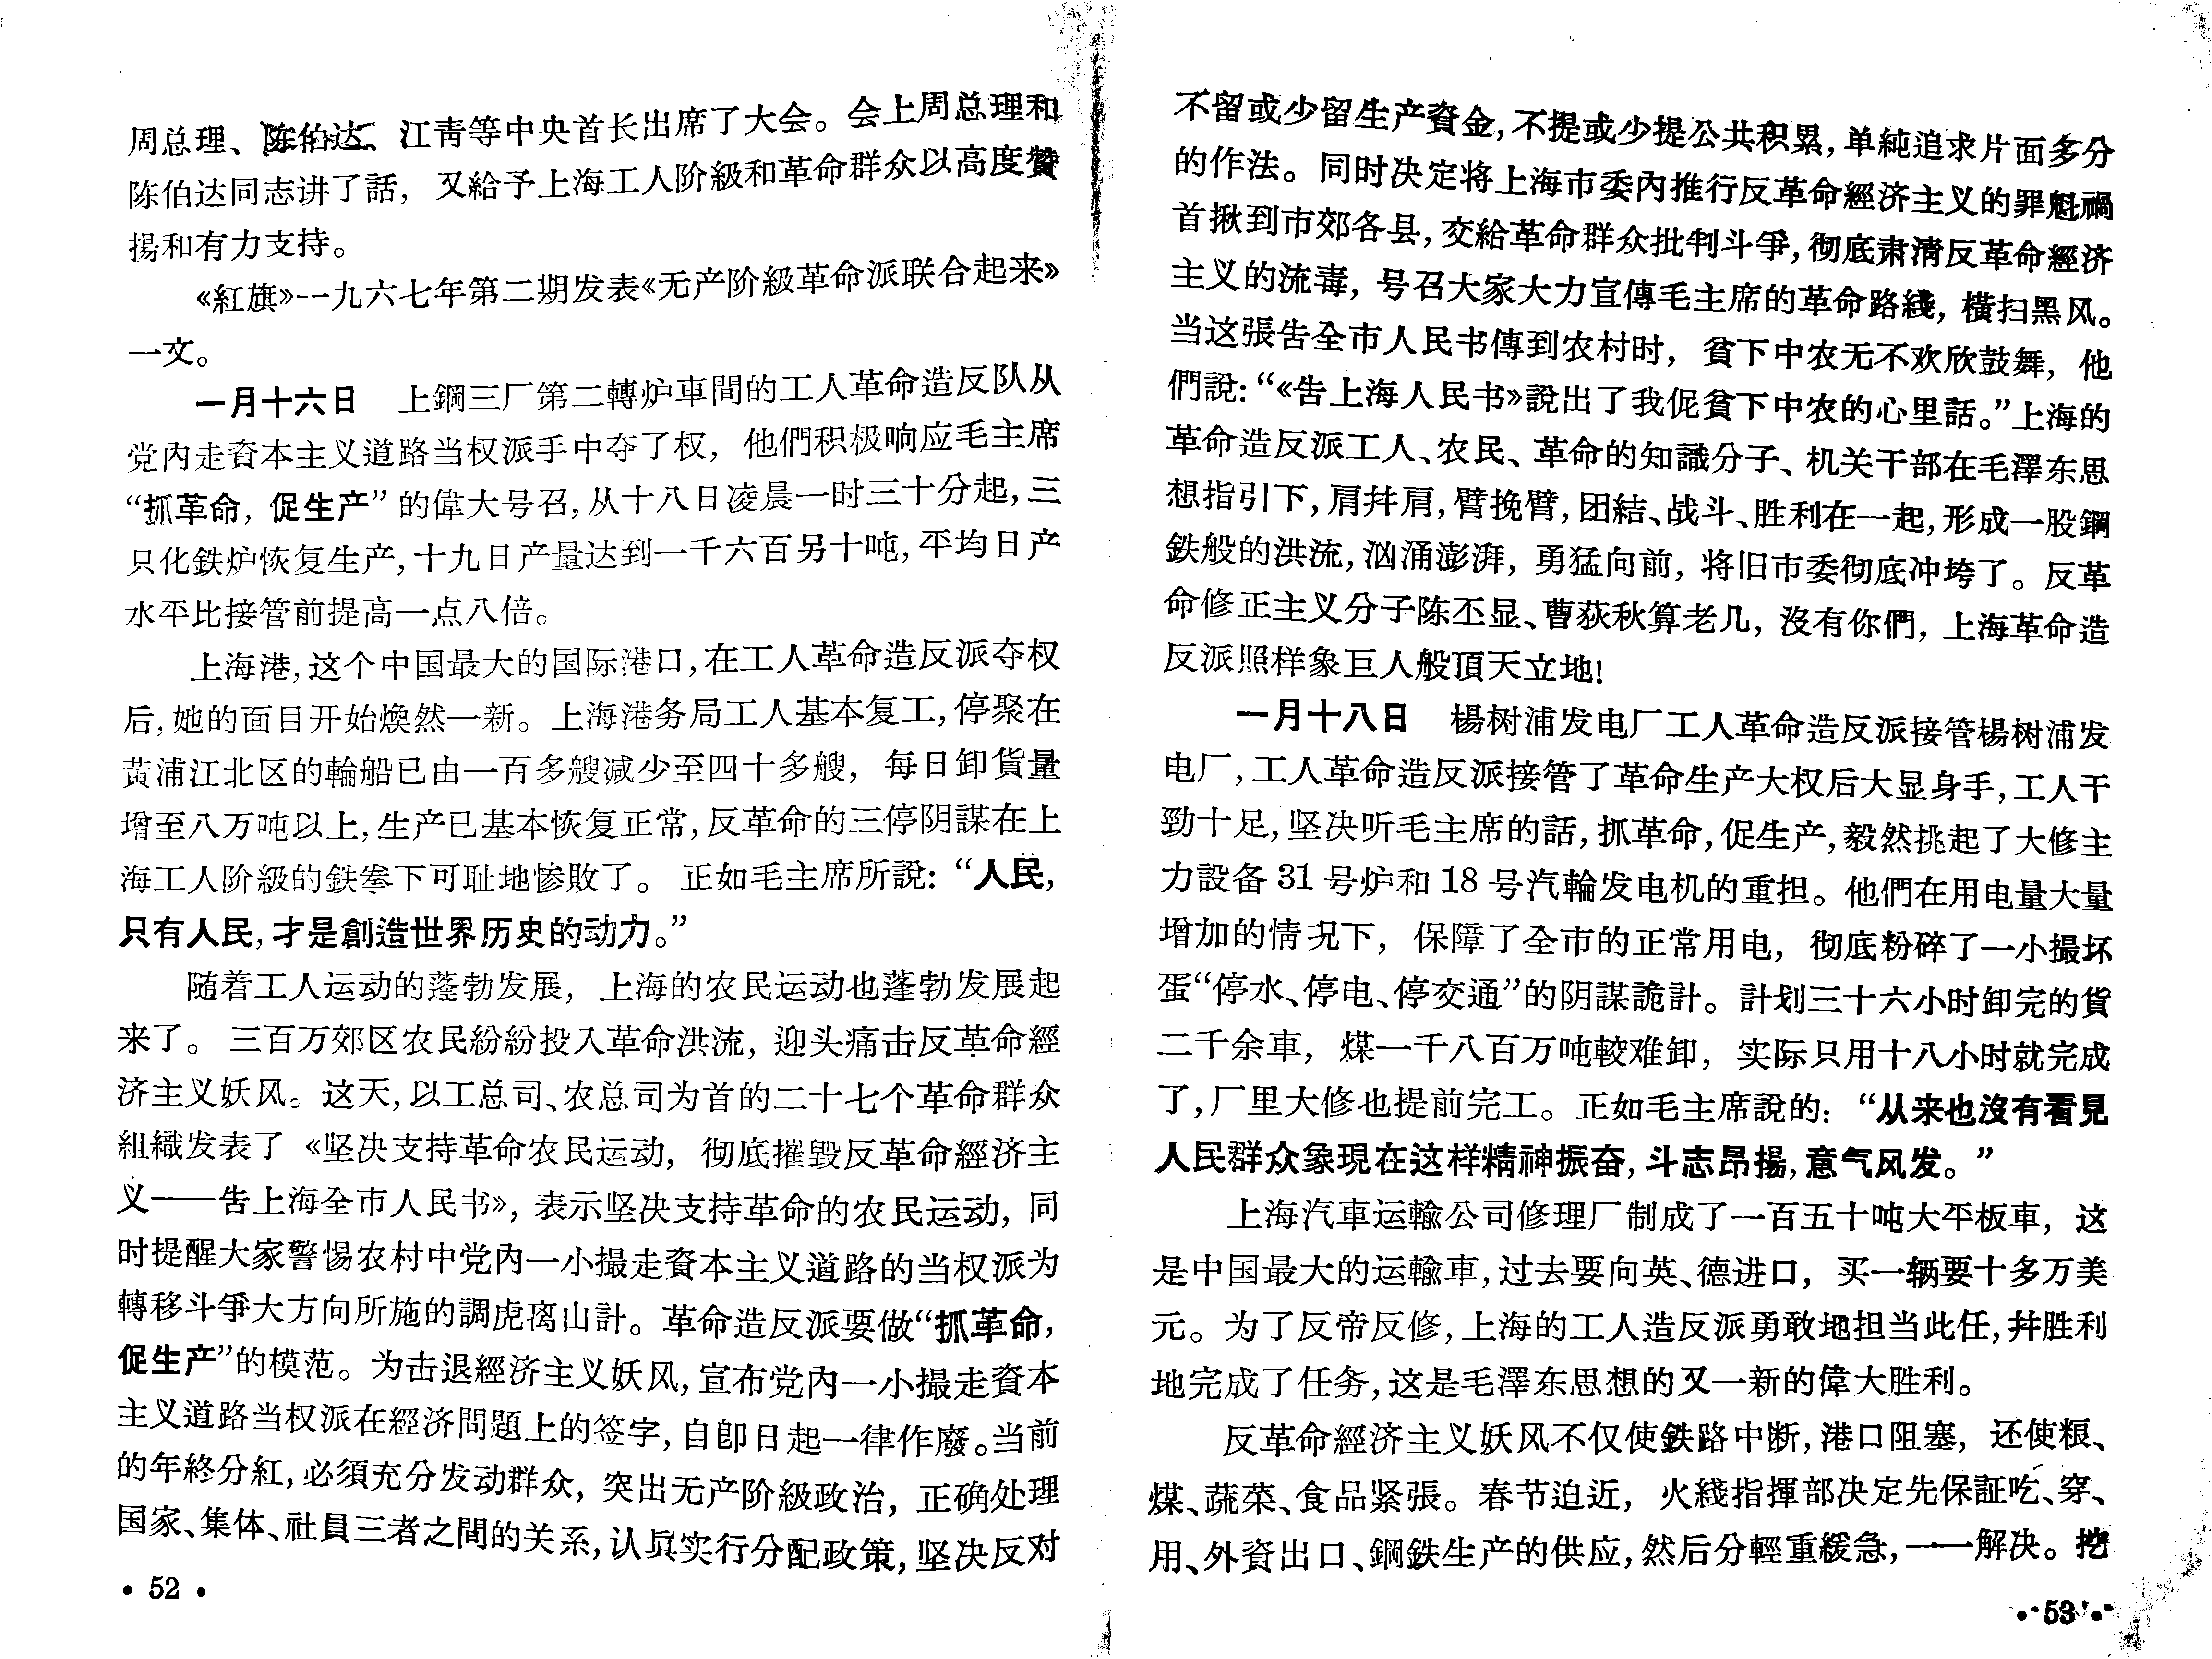 周总理、陈伯达、江青等中央首长出席了大会。会上周总理和
陈伯达同志讲了話，又給予上海工人阶級和革命群众以高度贊
揚和有力支持。
《紅旗》一九六七年第二期发表《无产阶級革命派联合起来》
一文。
一月十六日　上鋼三厂第二轉炉車間的工人革命造反队从
党內走資本主义道路当权派手中夺了权，他們积极响应毛主席
“抓革命，促生产”的偉大号召，从十八日凌晨一时三十分起，三
只化鉄炉恢复生产，十九日产量达到一千六百另十吨，平均日产
水平比接管前提高一点八倍。
上海港，这个中国最大的国际港口，在工人革命造反派夺权
后，她的面目开始煥然一新。上海港务局工人基本复工，停聚在
黃浦江北区的輪船已由一百多艘减少至四十多艘，每日卸貨量
增至八万吨以上，生产已基本恢复正常，反革命的三停阴謀在上
海工人阶級的鉄拳下可耻地惨敗了。正如毛主席所說：“人民，
只有人民，才是創造世界历史的动力。”
随着工人运动的蓬勃发展，上海的农民运动也蓬勃发展起
来了。三百万郊区农民紛紛投入革命洪流，迎头痛击反革命經
济主义妖风。这天，以工总司、农总司为首的二十七个革命群众
組織发表了《坚决支持革命农民运动，彻底摧毀反革命經济主
义——告上海全市人民书》，表示坚决支持革命的农民运动，同
时提醒大家警惕农村中党內一小撮走資本主义道路的当权派为
轉移斗爭大方向所施的調虎离山計。革命造反派要做“抓革命，
促生产”的模范。为击退經济主义妖风，宣布党內一小撮走資本
主义道路当权派在經济問題上的签字，自即日起一律作廢。当前
的年終分紅，必須充分发动群众，突出无产阶級政治，正确处理
国家、集体、社員三者之間的关系，认眞实行分配政策，坚决反对
• 52 •
不留或少留生产資金，不提或少提公共积累，单純追求片面多分
的作法。同时决定将上海市委內推行反革命經济主义的罪魁禍
首揪到市郊各县，交給革命群众批判斗爭，彻底肃清反革命經济
主义的流毒，号召大家大力宣傳毛主席的革命路綫，橫扫黑风。
当这張告全市人民书傳到农村时，貧下中农无不欢欣鼓舞，他
們說：“《告上海人民书》說出了我伲貧下中农的心里話。”上海的
革命造反派工人、农民、革命的知識分子、机关干部在毛澤东思
想指引下，肩幷肩，臂挽臂，团結、战斗、胜利在一起，形成一股鋼
鉄般的洪流，汹涌澎湃，勇猛向前，将旧市委彻底冲垮了。反革
命修正主义分子陈丕显、曹荻秋算老几，沒有你們，上海革命造
反派照样象巨人般頂天立地！
一月十八日　楊树浦发电厂工人革命造反派接管楊树浦发
电厂，工人革命造反派接管了革命生产大权后大显身手，工人干
勁十足，坚决听毛主席的話，抓革命，促生产，毅然挑起了大修主
力設备 31 号炉和 18 号汽輪发电机的重担。他們在用电量大量
增加的情况下，保障了全市的正常用电，彻底粉碎了一小撮坏
蛋“停水、停电、停交通”的阴謀詭計。計划三十六小时卸完的貨
二千余車，煤一千八百万吨較难卸，实际只用十八小时就完成
了，厂里大修也提前完工。正如毛主席說的：“从来也沒有看見
人民群众象現在这样精神振奋，斗志昂揚，意气风发。”
上海汽車运輸公司修理厂制成了一百五十吨大平板車，这
是中国最大的运輸車，过去要向英、德进口，买一辆要十多万美
元。为了反帝反修，上海的工人造反派勇敢地担当此任，幷胜利
地完成了任务，这是毛澤东思想的又一新的偉大胜利。
反革命經济主义妖风不仅使鉄路中断，港口阻塞，还使粮、
煤、蔬菜、食品紧張。春节迫近，火綫指揮部决定先保証吃、穿、
用、外資出口、鋼鉄生产的供应，然后分輕重緩急，一一解决。挖
• 53 •